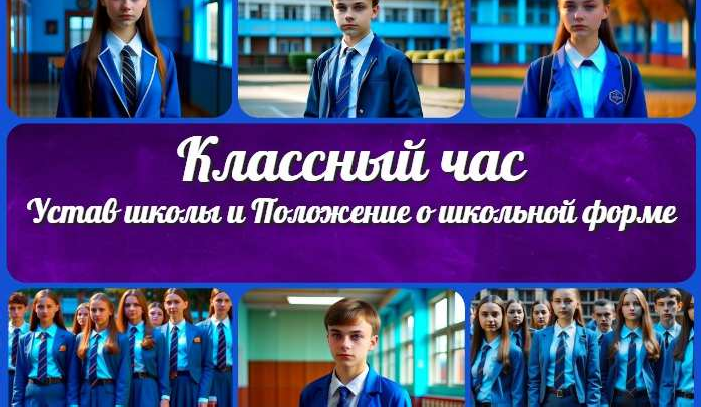 Классный час
Устав школы и Положение о школьной форме